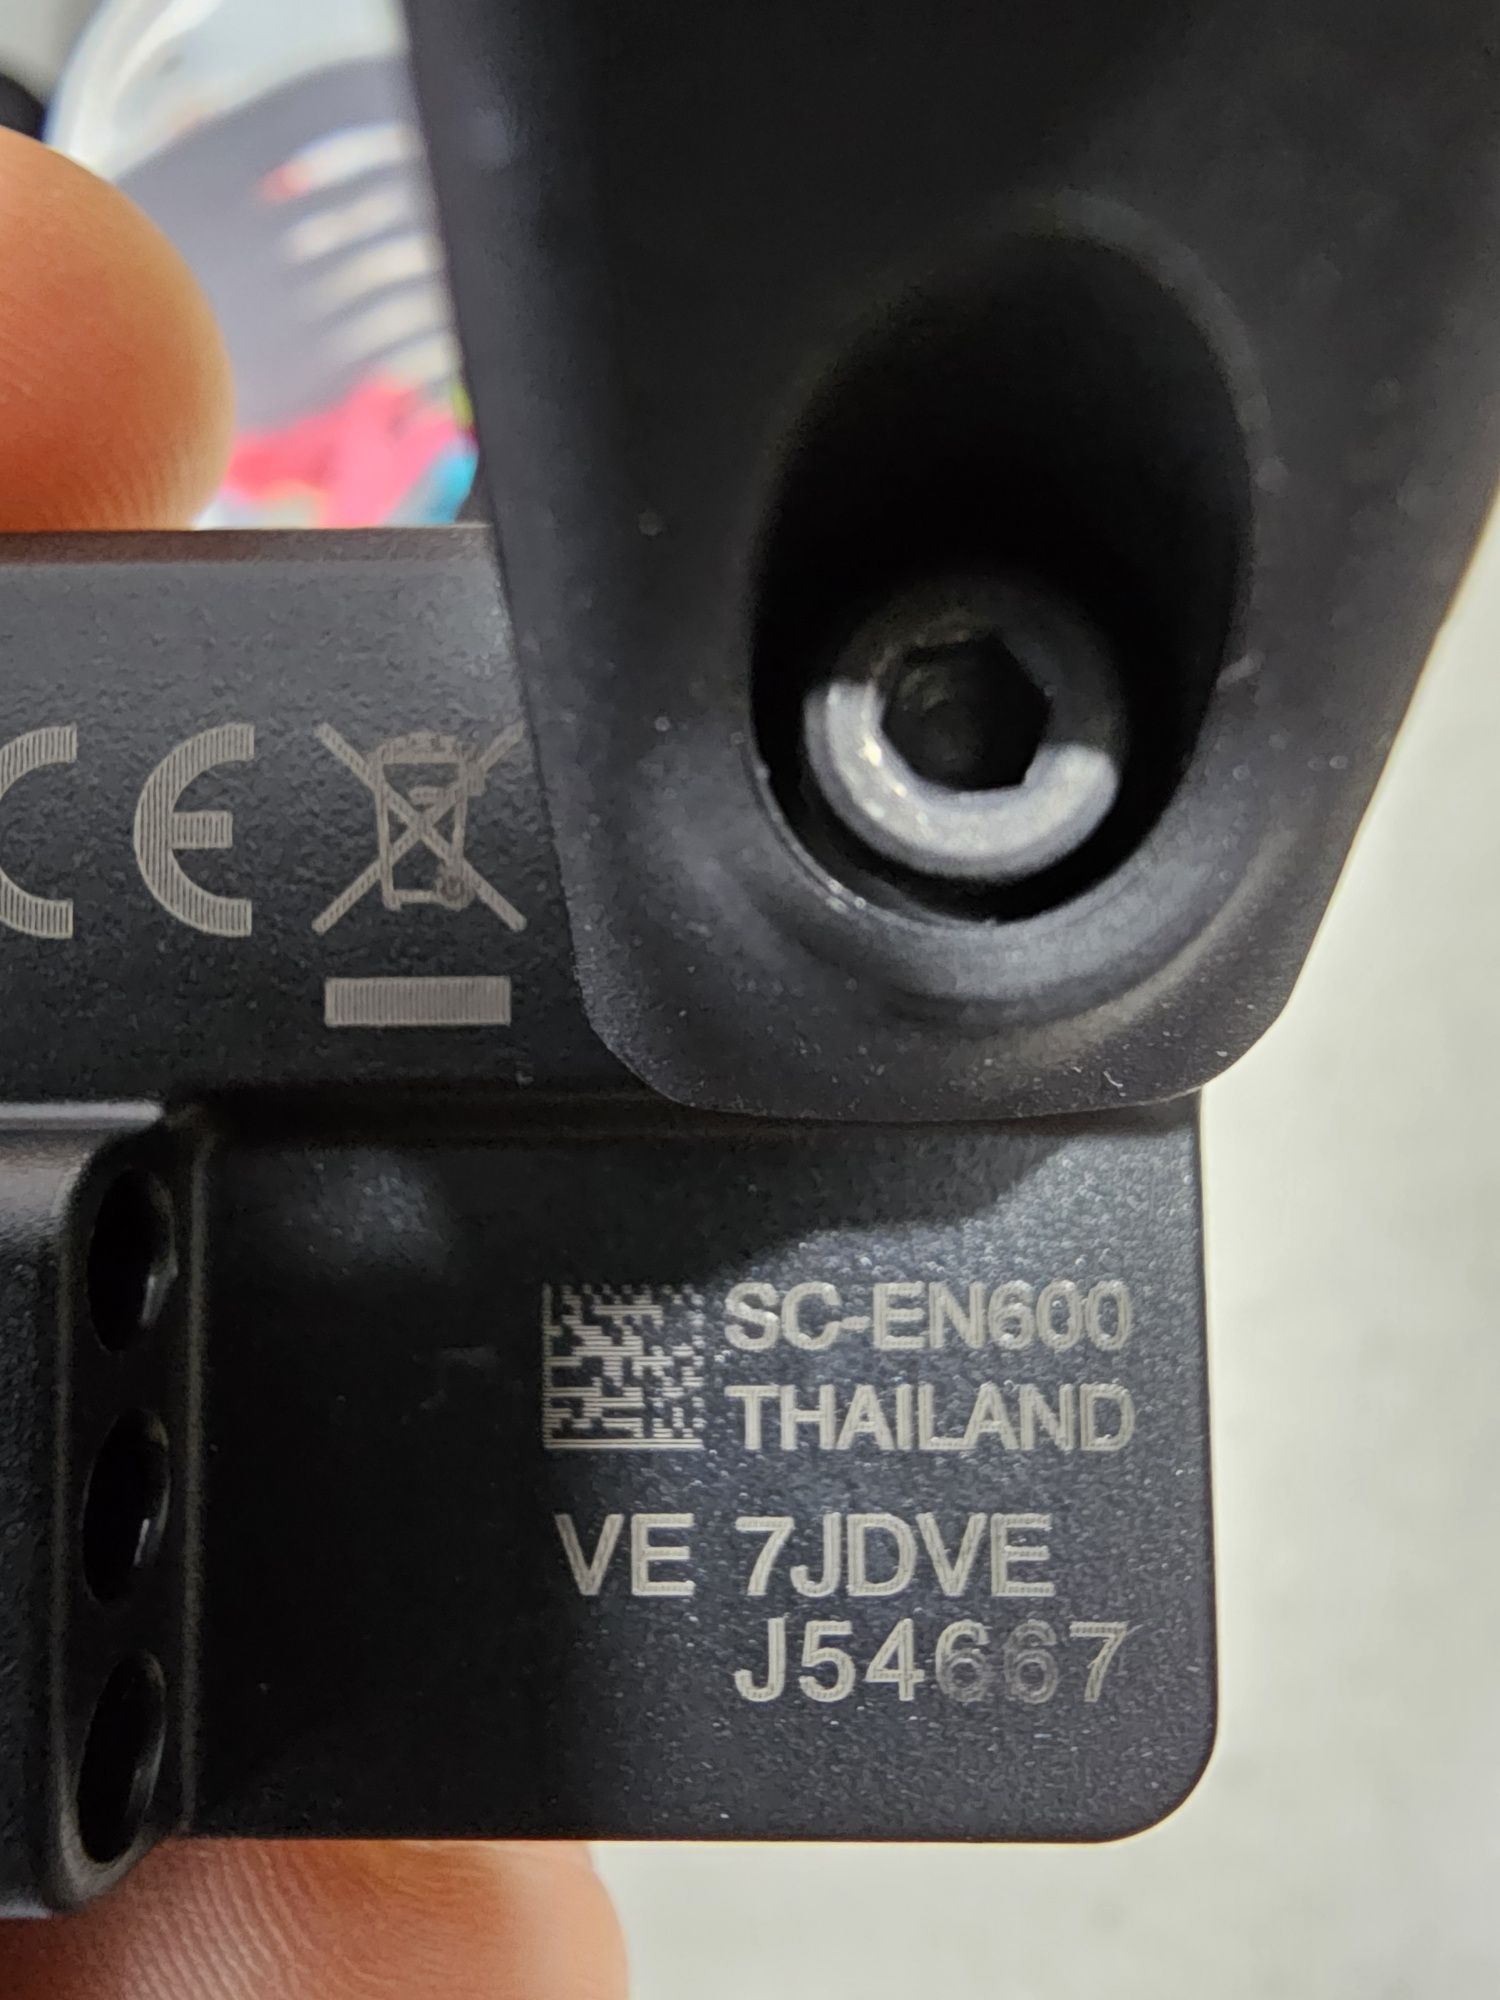 CE
SC-EN600
THAILAND
VE 7JDVE
J54667